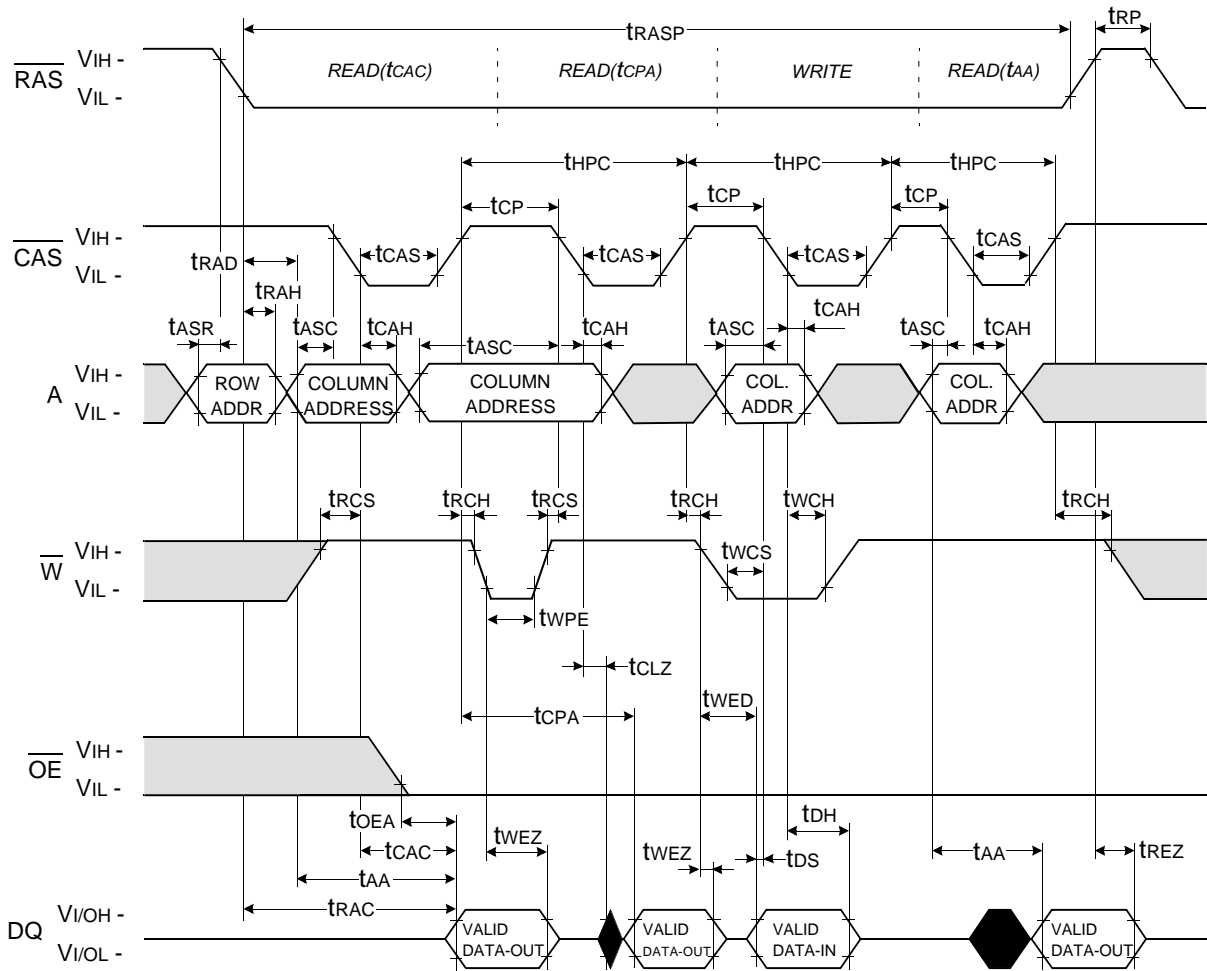 tRASP
tRP
RAS
VIH -
VIL -
READ(tCAC)
READ(tCPA)
WRITE
READ(tAA)
tHPC
tHPC
tHPC
tCP
tCP
tCP
CAS
VIH -
VIL -
tCAS
tCAS
tCAS
tCAS
tRAD
tRAH
tASR
tASC
tCAH
tASC
tCAH
tASC
tCAH
tASC
tCAH
A
VIH -
VIL -
ROW
ADDR
COLUMN
ADDRESS
COLUMN
ADDRESS
COL.
ADDR
COL.
ADDR
tRCS
tRCH
tRCS
tRCH
tWCH
tRCH
W
VIH -
VIL -
tWCS
tWPE
tCLZ
tWED
tCPA
OE
VIH -
VIL -
tOEA
tCAC
tAA
tRAC
tWEZ
tWEZ
tDH
tDS
tAA
tREZ
DQ
VI/OH -
VI/OL -
VALID
DATA-OUT
VALID
DATA-OUT
VALID
DATA-IN
VALID
DATA-OUT